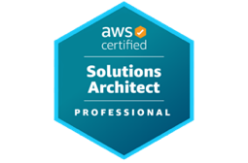 aws
certified
Solutions
Architect
PROFESSIONAL